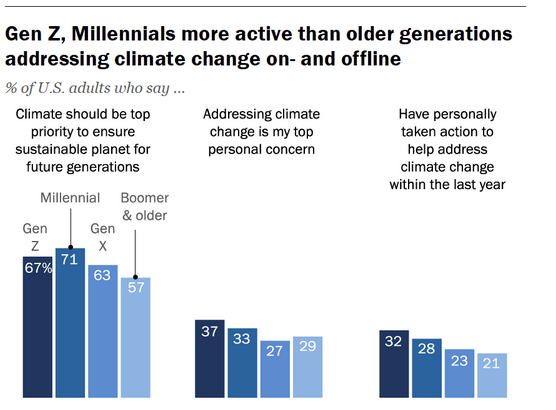 Gen Z, Millennials more active than older generations
addressing climate change on- and offline
% of U.S. adults who say ...
Climate should be top
priority to ensure
sustainable planet for
future generations
Addressing climate
change is my top
personal concern
Have personally
taken action to
help address
climate change
within the last year
Millennial
Boomer
& older
Gen
Z
Gen
X
67%
71
63
57
37
33
27
29
32
28
23
21